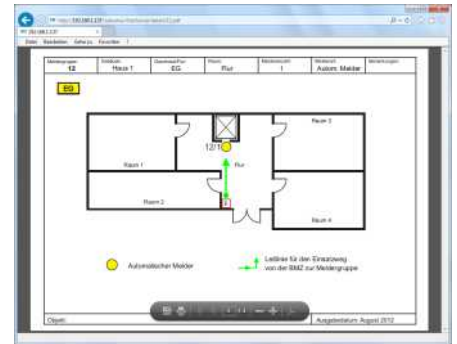 Meldergruppe:
12
Gebäude:
Haus 1
Geschoss/Flur:
EG
Raum:
Flur
Melderanzahl:
1
Melderart:
Autom. Melder
Bemerkungen:
EG
Raum 3
12/1
Raum 1
Flur
Raum 2
Raum 4
Automatischer Melder
Leitlinie für den Einsatzweg
von der BMZ zur Meldergruppe
Objekt:
Ausgabedatum: August 2012